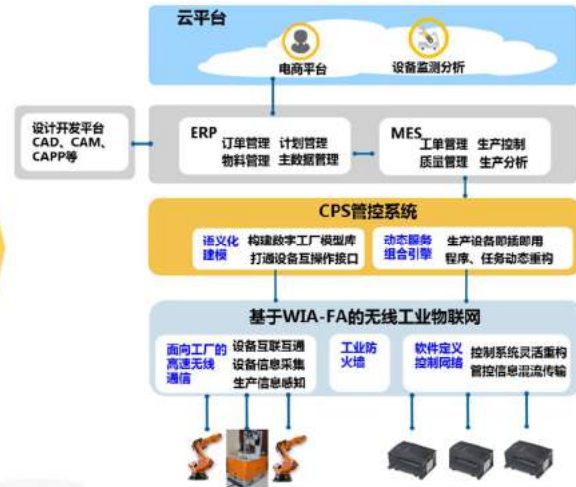 云平台
电商平台
设备监测分析
设计开发平台
CAD、CAM、
CAPP等
ERP
订单管理 计划管理
物料管理 主数据管理
MES
工单管理 生产控制
质量管理 生产分析
CPS管控系统
语义化
建模
构建数字工厂模型库
打通设备互操作接口
动态服务
组合引擎
生产设备即插即用
程序、任务动态重构
基于WIA-FA的无线工业物联网
面向工厂的
高速无线
通信
设备互联互通
设备信息采集
生产信息感知
工业防
火墙
软件定义
控制网络
控制系统灵活重构
管控信息混流传输